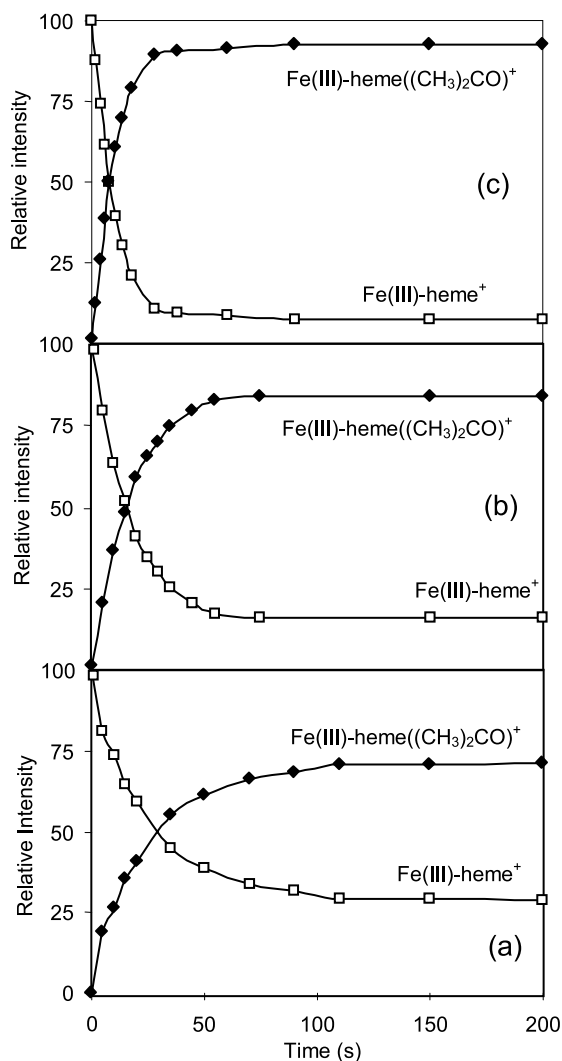 100
Fe(III)-heme((CH₃)₂CO)⁺
75
Relative intensity
(c)
50
25
Fe(III)-heme⁺
100
75
Fe(III)-heme((CH₃)₂CO)⁺
Relative intensity
(b)
50
25
Fe(III)-heme⁺
100
Fe(III)-heme((CH₃)₂CO)⁺
75
Relative Intensity
50
Fe(III)-heme⁺
25
(a)
0
0 50 100 150 200
Time (s)